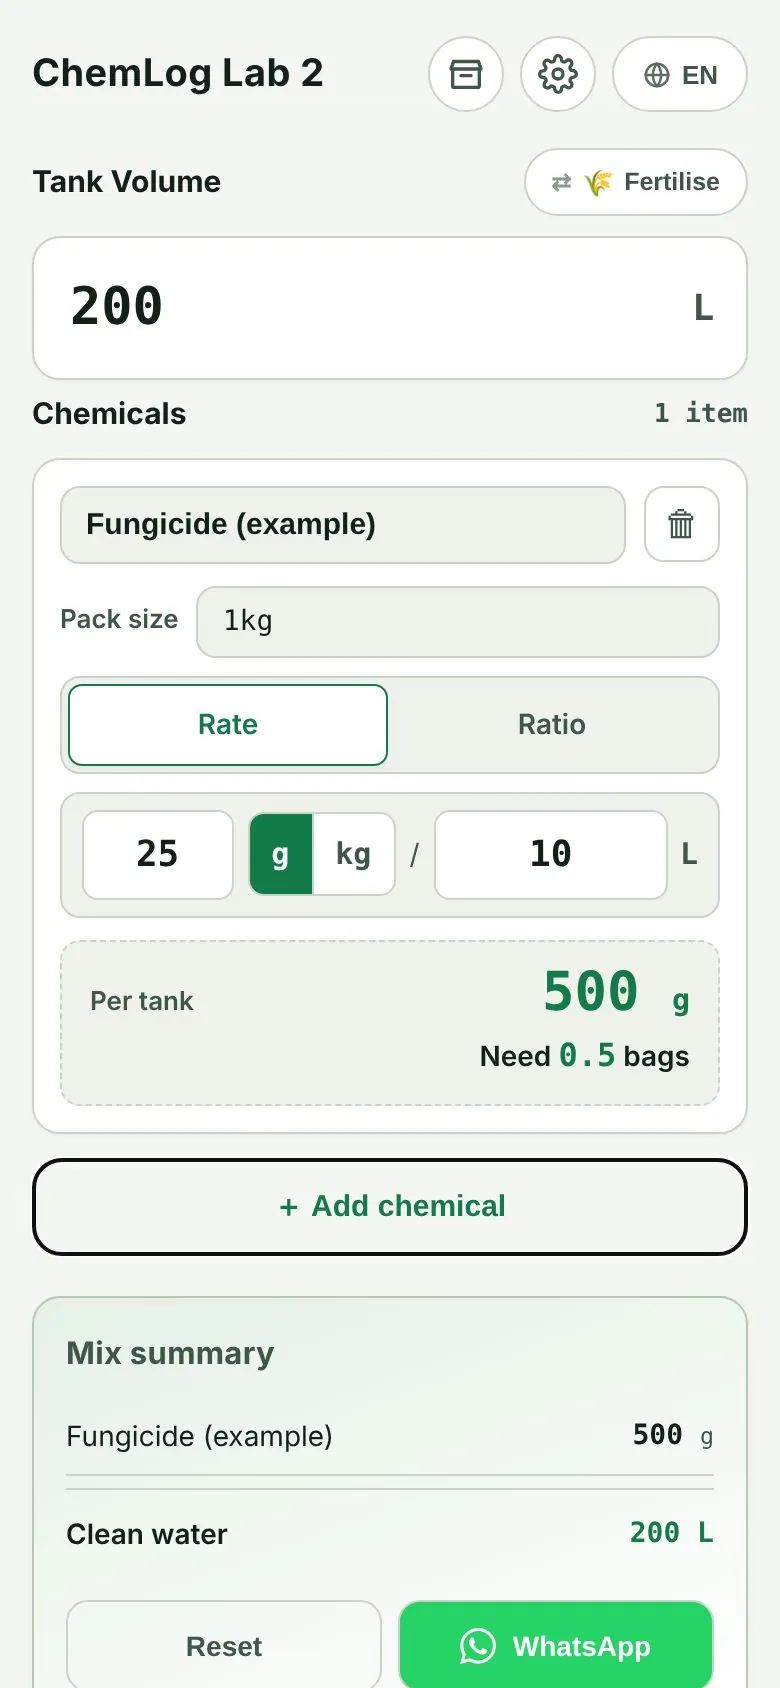 ChemLog Lab 2
EN
Tank Volume
⇄ 🌾 Fertilise
200 L
Chemicals
1 item
Fungicide (example)
Pack size
1kg
Rate
Ratio
25 g kg / 10 L
Per tank
500 g
Need 0.5 bags
+ Add chemical
Mix summary
Fungicide (example) 500 g
Clean water 200 L
Reset
WhatsApp